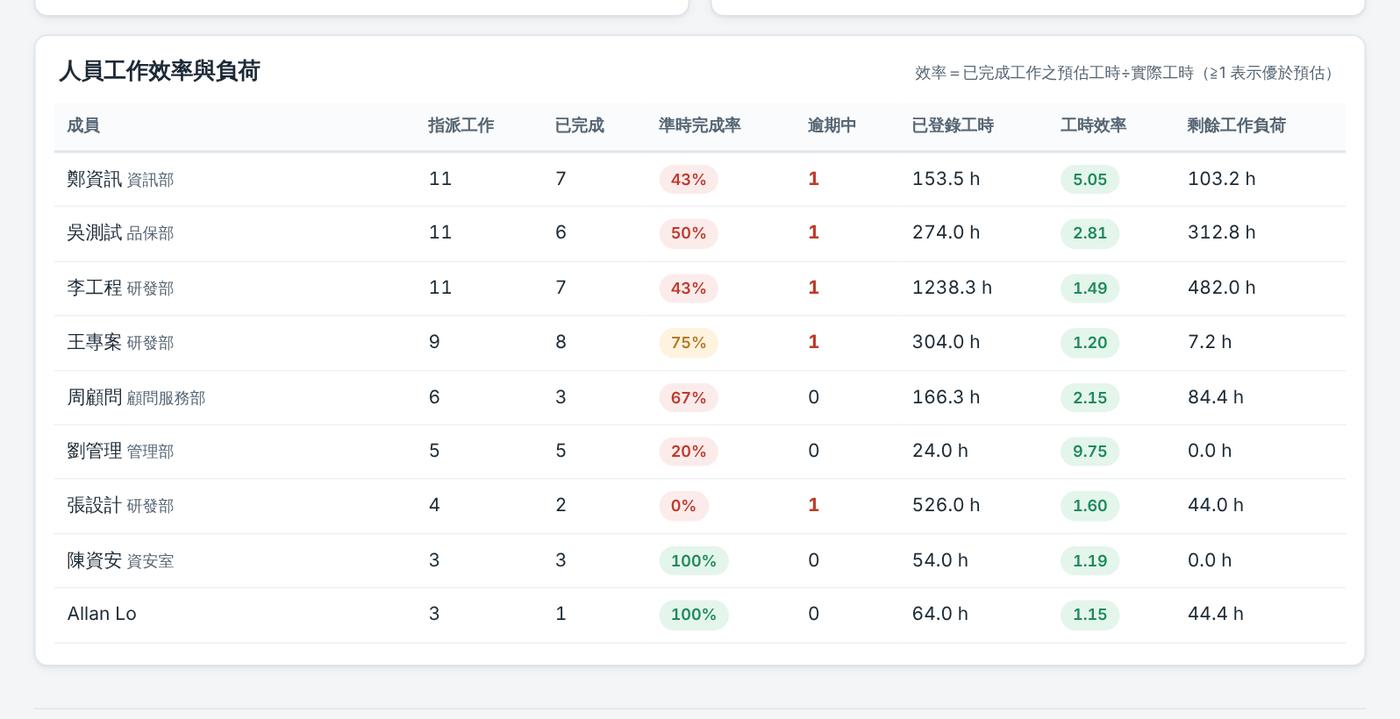 人員工作效率與負荷 效率＝已完成工作之預估工時÷實際工時（≧1 表示優於預估）
成員 指派工作 已完成 準時完成率 逾期中 已登錄工時 工時效率 剩餘工作負荷
鄭資訊 資訊部 11 7 43% 1 153.5 h 5.05 103.2 h
吳測試 品保部 11 6 50% 1 274.0 h 2.81 312.8 h
李工程 研發部 11 7 43% 1 1238.3 h 1.49 482.0 h
王專案 研發部 9 8 75% 1 304.0 h 1.20 7.2 h
周顧問 顧問服務部 6 3 67% 0 166.3 h 2.15 84.4 h
劉管理 管理部 5 5 20% 0 24.0 h 9.75 0.0 h
張設計 研發部 4 2 0% 1 526.0 h 1.60 44.0 h
陳資安 資安室 3 3 100% 0 54.0 h 1.19 0.0 h
Allan Lo 3 1 100% 0 64.0 h 1.15 44.4 h